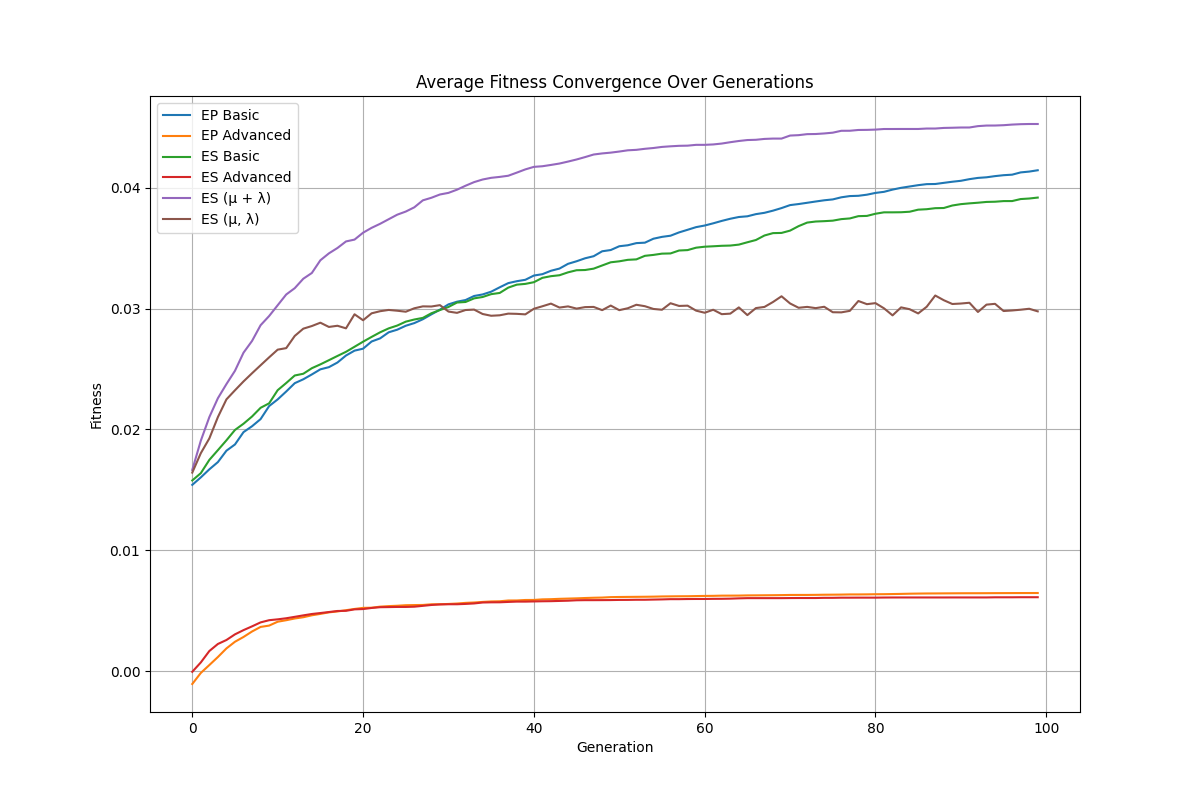 Average Fitness Convergence Over Generations
EP Basic
EP Advanced
ES Basic
ES Advanced
ES (μ + λ)
ES (μ, λ)
Fitness
0.04
0.03
0.02
0.01
0.00
0
20
40
60
80
100
Generation